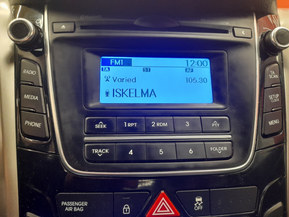 FM1 12:00
Varied 105.30
ISKELMA
RADIO
MEDIA
PHONE
SETUP
MENU
SEEK 1 RPT 2 RDM 3
TRACK 4 5 6 FOLDER
PASSENGER
AIR BAG
OFF